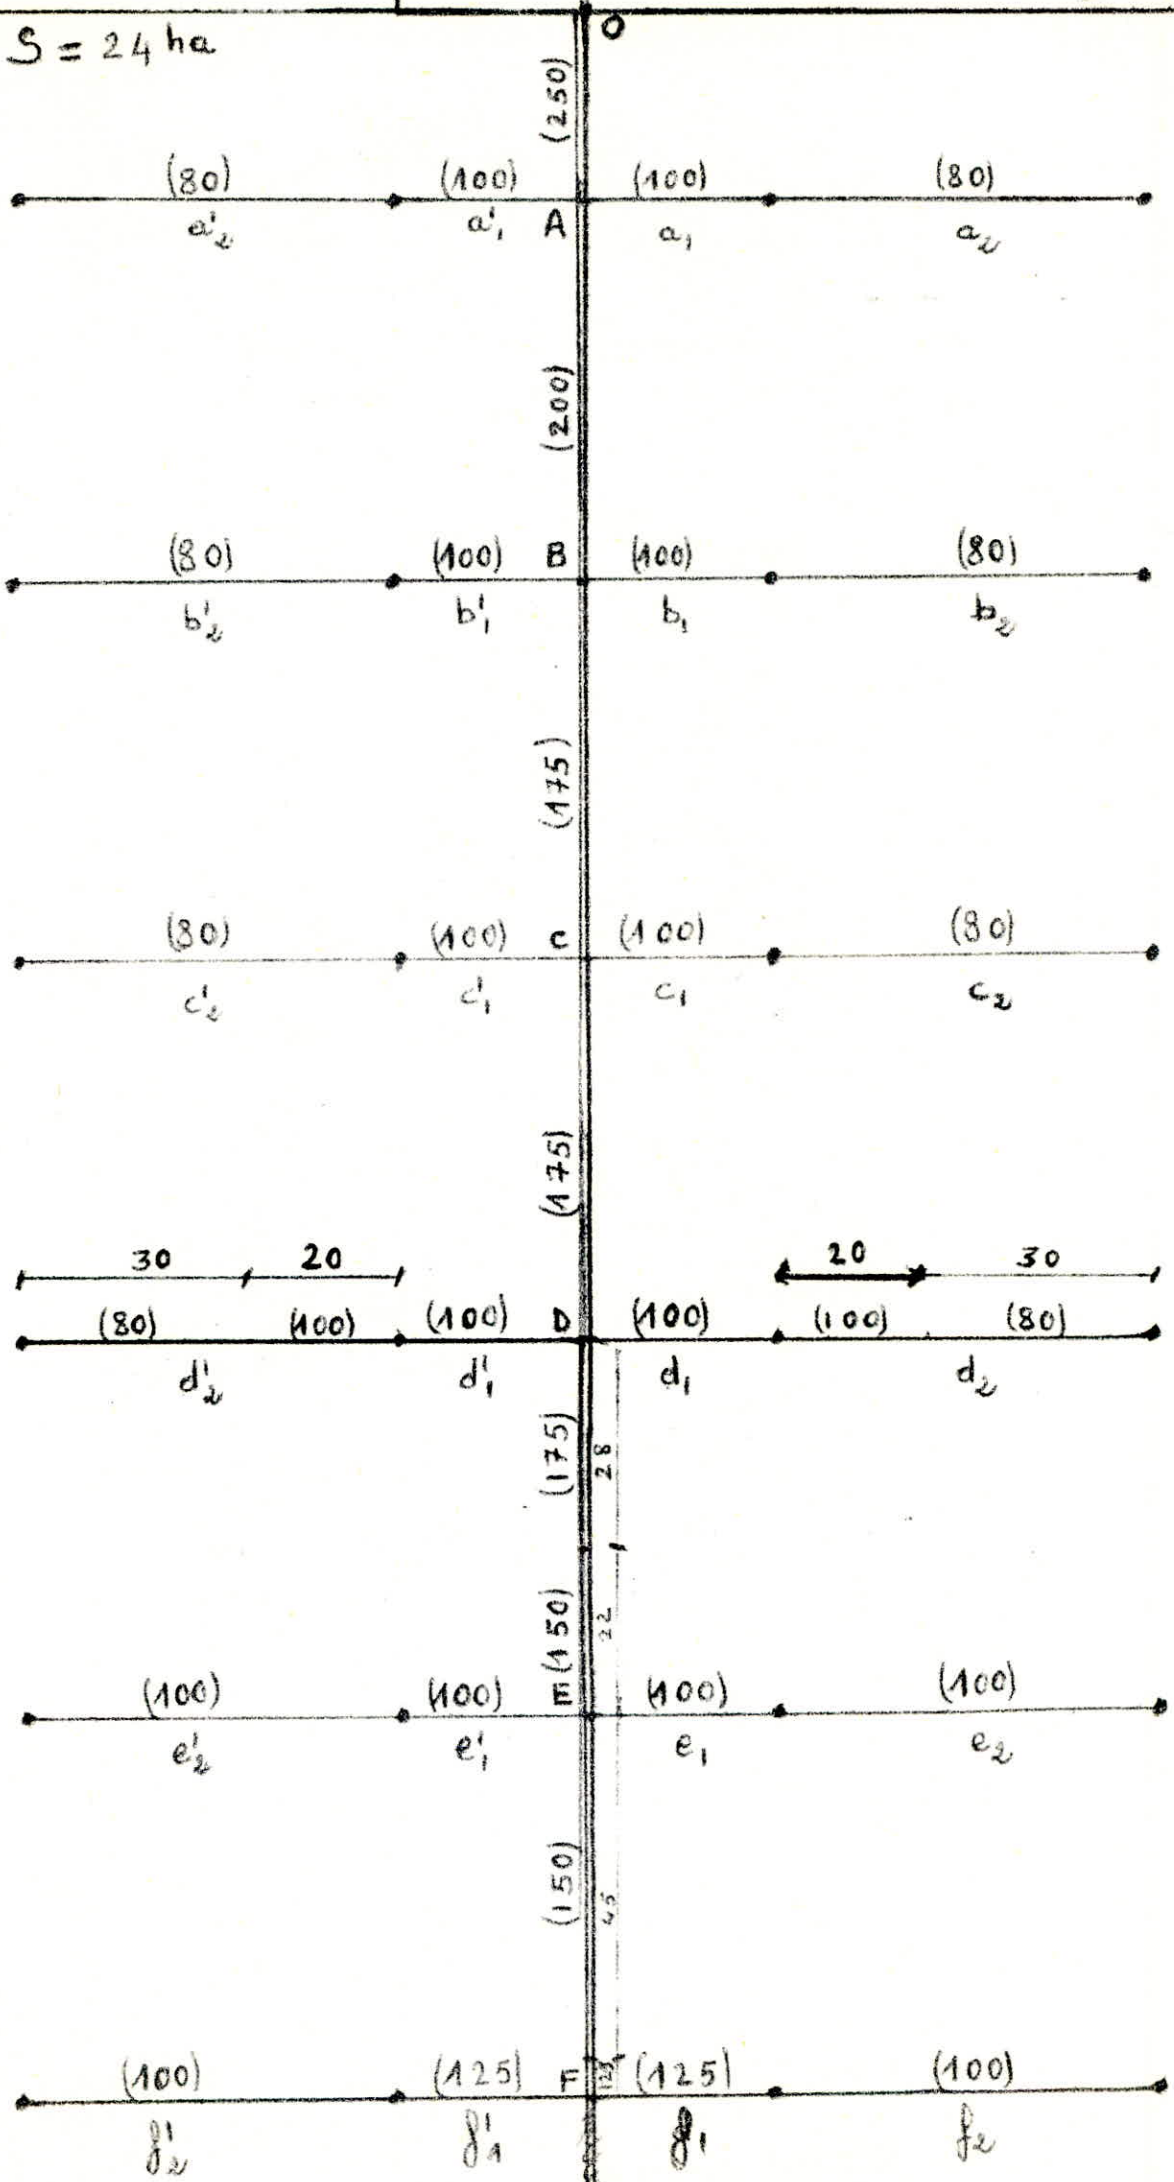 O
S = 24 ha
(250)
(80) (100) (100) (80)
a'₂ a'₁ A a₁ a₂
(200)
(80) (100) B (100) (80)
b'₂ b'₁ b₁ b₂
(175)
(80) (100) C (100) (80)
c'₂ c'₁ c₁ c₂
(175)
30 20 20 30
(80) (100) (100) D (100) (100) (80)
d'₂ d'₁ d₁ d₂
(175) 28
(150) 22
(100) (100) E (100) (100)
e'₂ e'₁ e₁ e₂
(150) 45
(100) (125) F (125) (100)
f'₂ f'₁ f₁ f₂